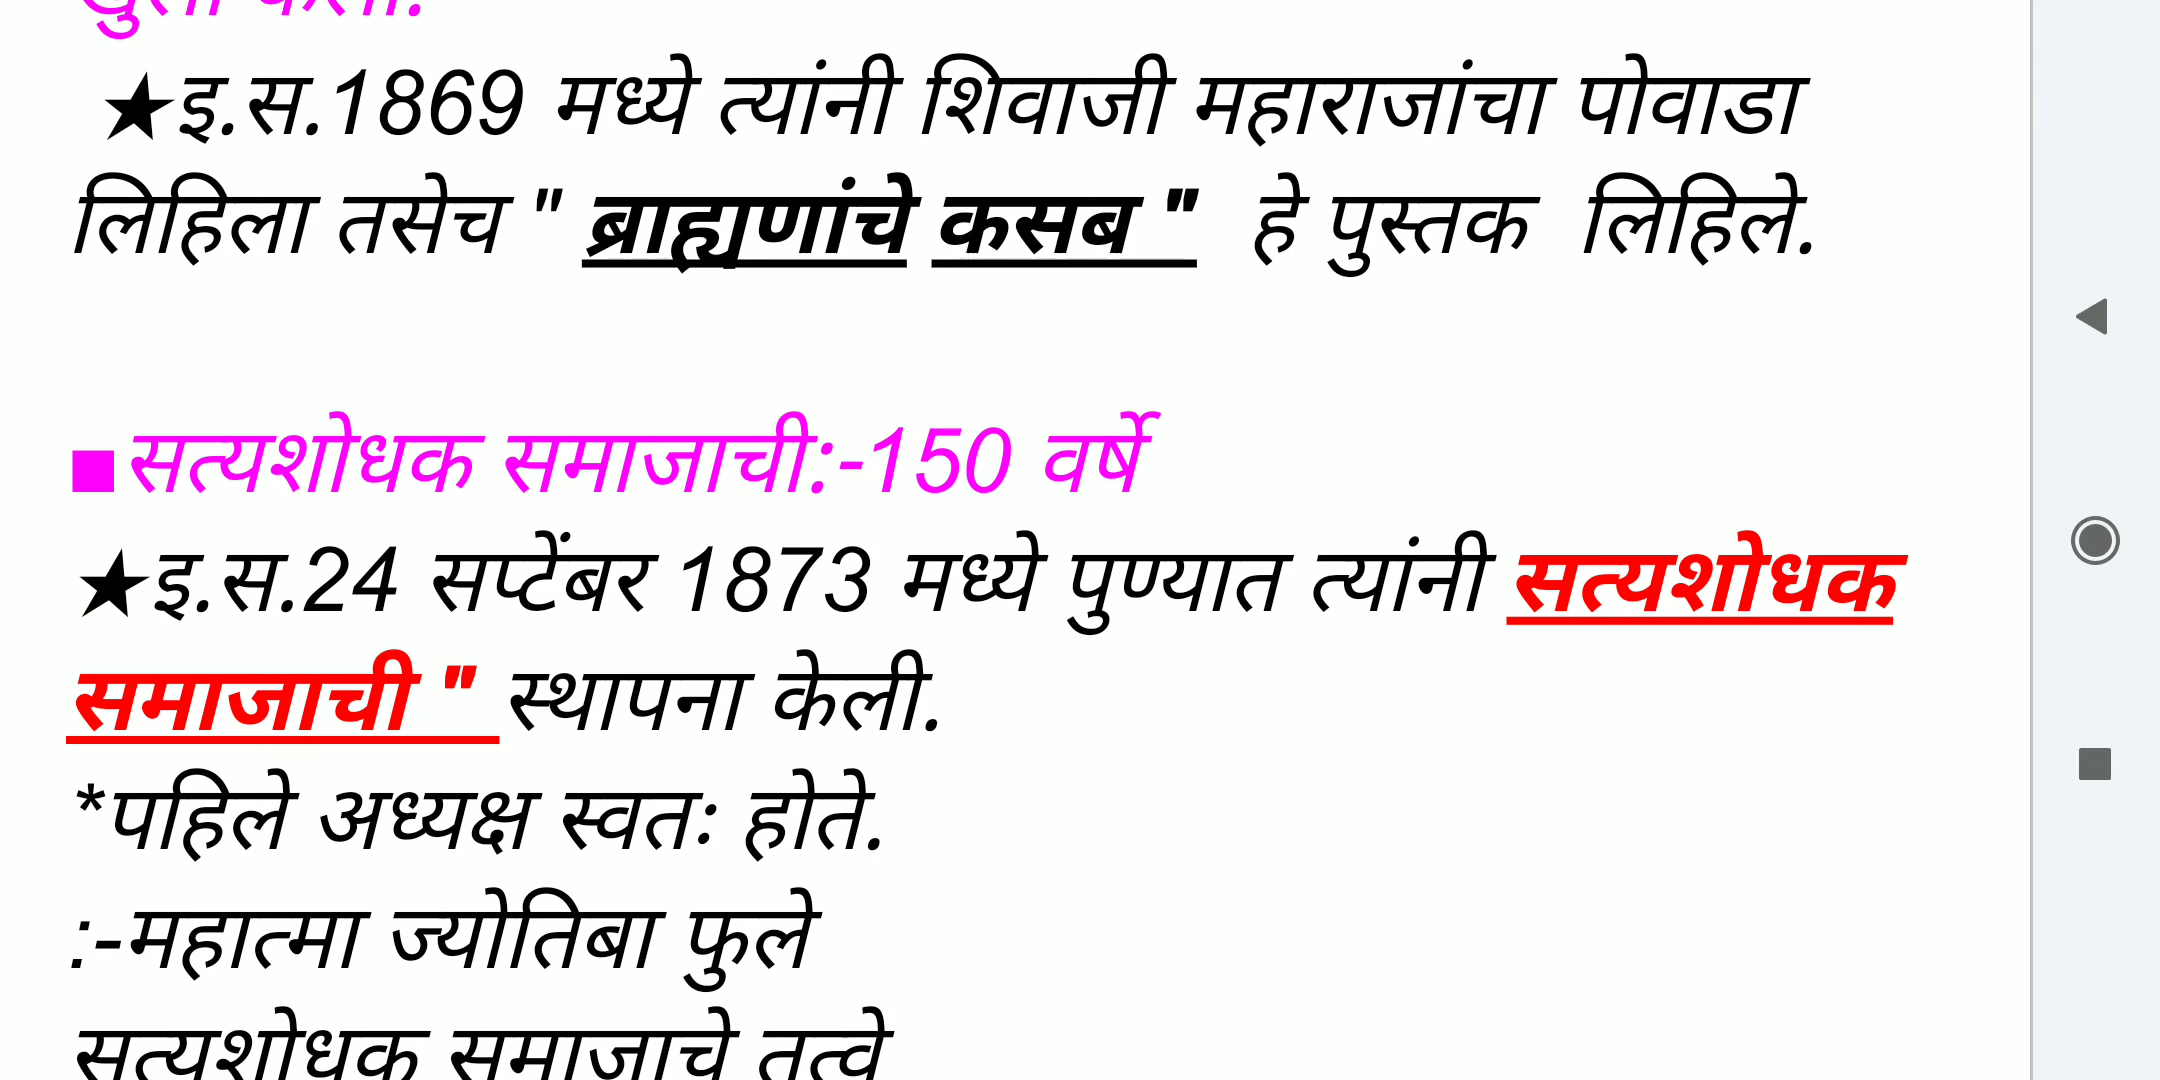 ★इ.स.1869 मध्ये त्यांनी शिवाजी महाराजांचा पोवाडा
लिहिला तसेच " ब्राह्यणांचे कसब " हे पुस्तक लिहिले.
■सत्यशोधक समाजाची:-150 वर्षे
★इ.स.24 सप्टेंबर 1873 मध्ये पुण्यात त्यांनी सत्यशोधक
समाजाची " स्थापना केली.
*पहिले अध्यक्ष स्वतः होते.
:-महात्मा ज्योतिबा फुले
सत्यशोधक समाजाचे तत्वे